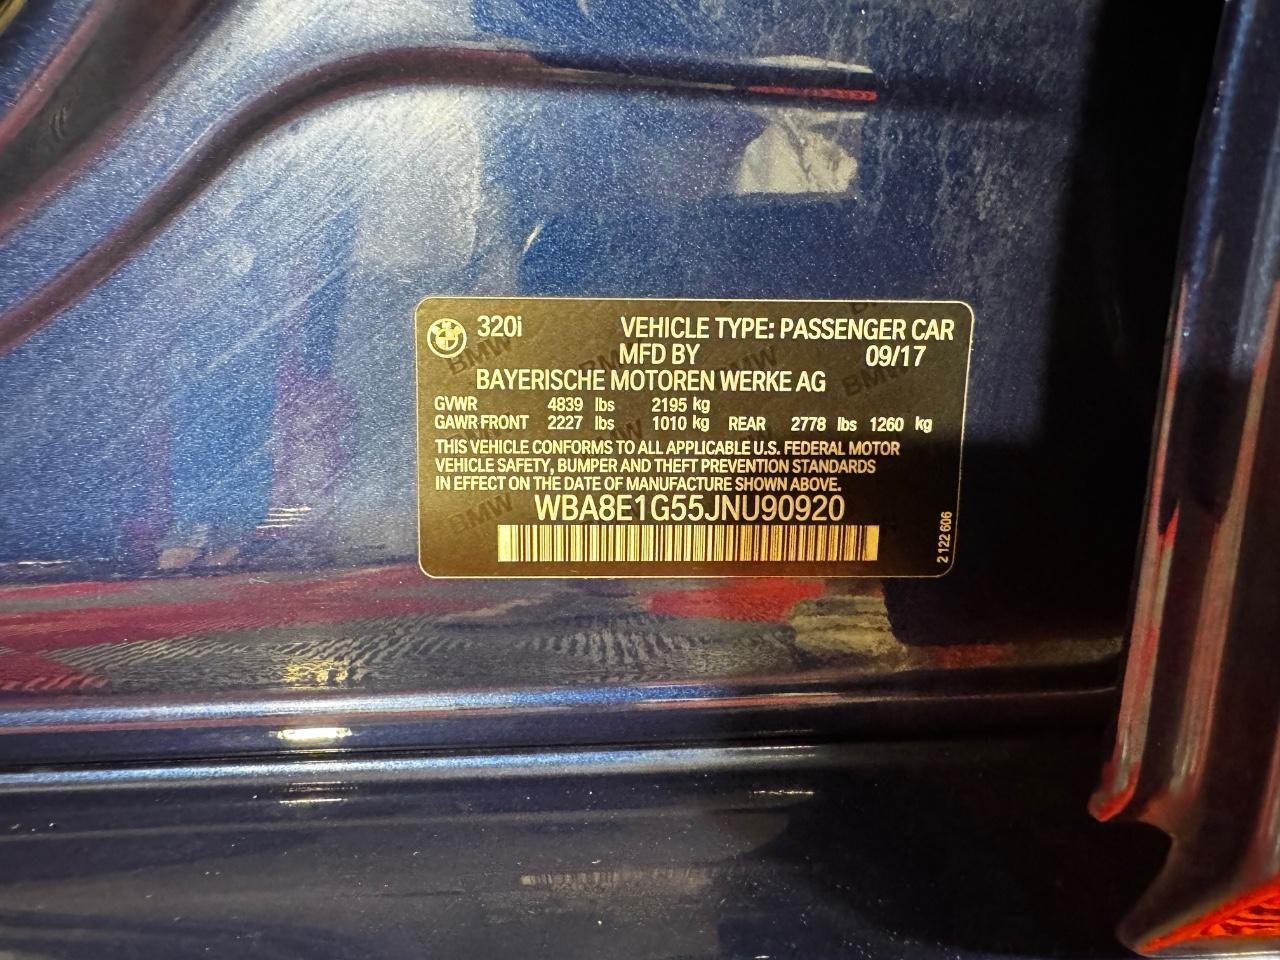 320i VEHICLE TYPE: PASSENGER CAR
MFD BY 09/17
BAYERISCHE MOTOREN WERKE AG
GVWR 4839 lbs 2195 kg
GAWR FRONT 2227 lbs 1010 kg REAR 2778 lbs 1260 kg
THIS VEHICLE CONFORMS TO ALL APPLICABLE U.S. FEDERAL MOTOR
VEHICLE SAFETY, BUMPER AND THEFT PREVENTION STANDARDS
IN EFFECT ON THE DATE OF MANUFACTURE SHOWN ABOVE.
WBA8E1G55JNU90920
2 122 606